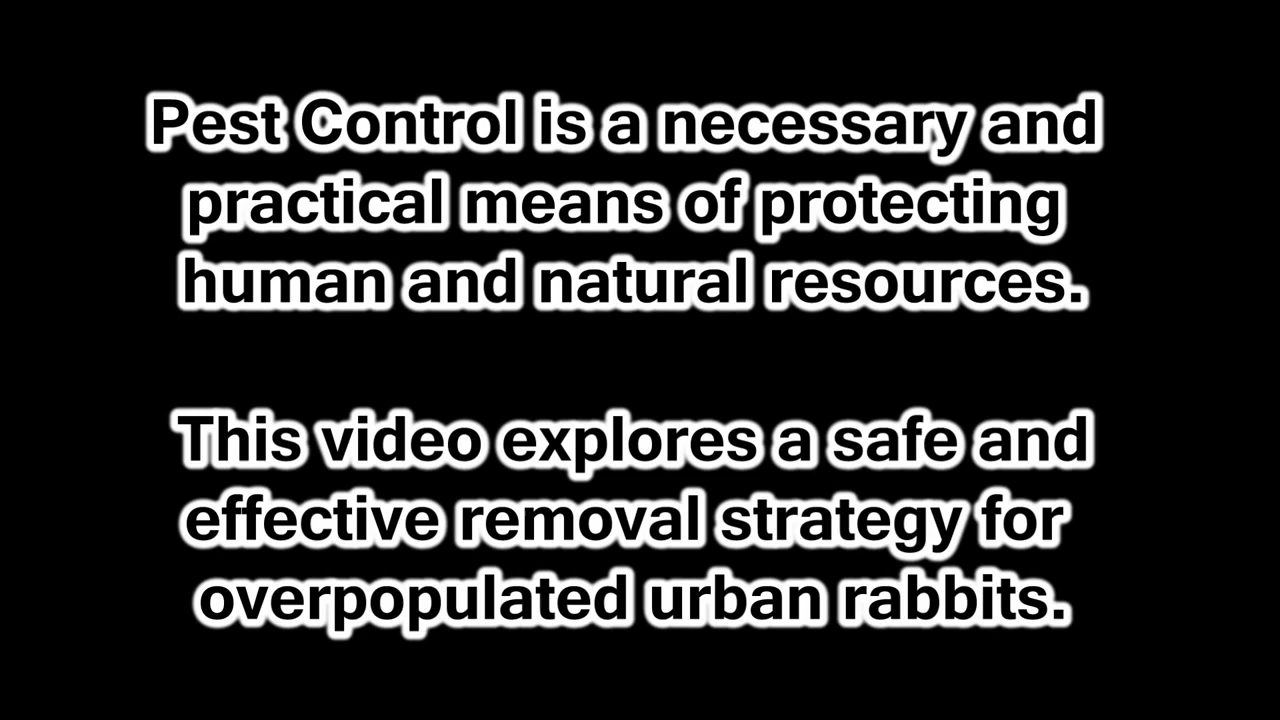 Pest Control is a necessary and
practical means of protecting
human and natural resources.
This video explores a safe and
effective removal strategy for
overpopulated urban rabbits.